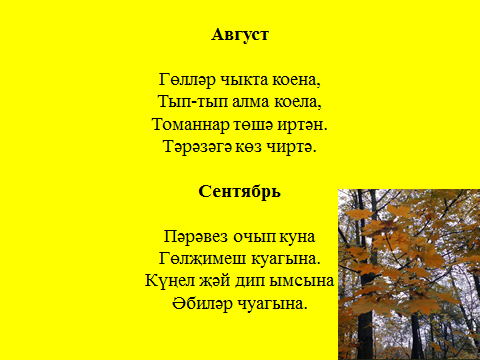 Август
Гөлләр чыкта коена,
Тып-тып алма коела,
Томаннар төшә иртән.
Тәрәзәгә көз чиртә.
Сентябрь
Пәрәвез очып куна
Гөлҗимеш куагына.
Күңел җәй дип ымсына
Әбиләр чуагына.